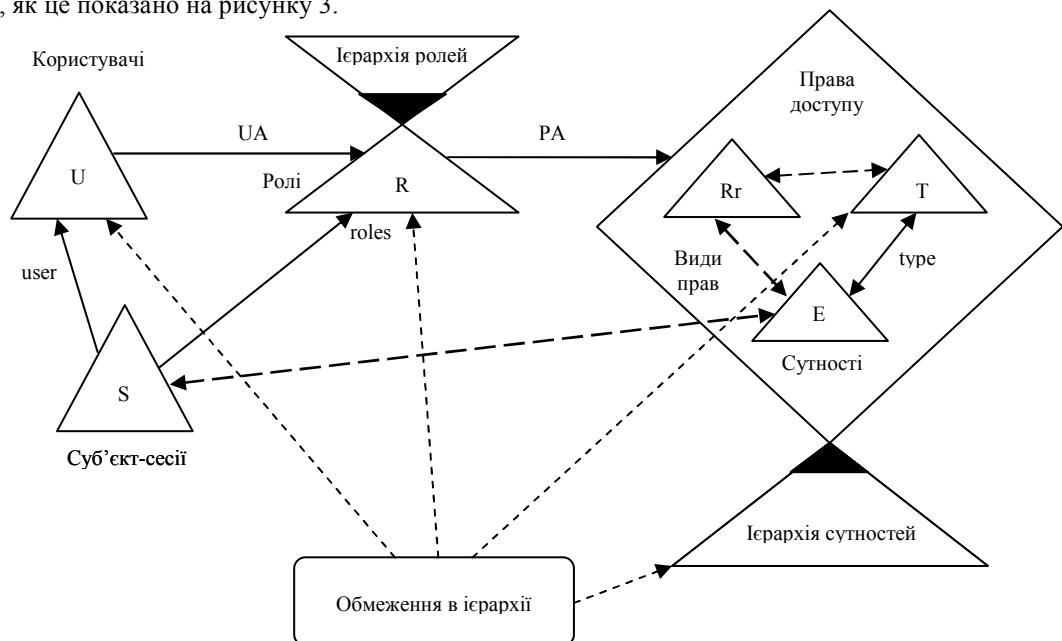 , як це показано на рисунку 3.
Користувачі
Ієрархія ролей
Права
доступу
UA
PA
U
Ролі
R
Rr
T
roles
user
Види
прав
type
E
S
Сутності
Суб’єкт-сесії
Ієрархія сутностей
Обмеження в ієрархії